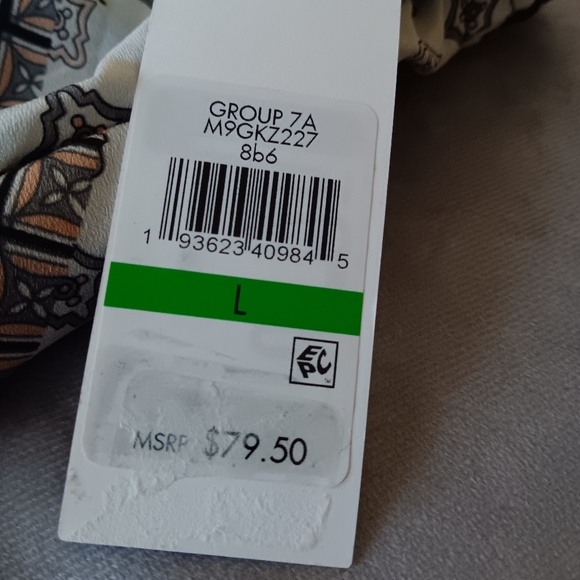 GROUP 7A
M9GKZ227
8b6
1 93623 40984 5
L
EPC
MSRP $79.50